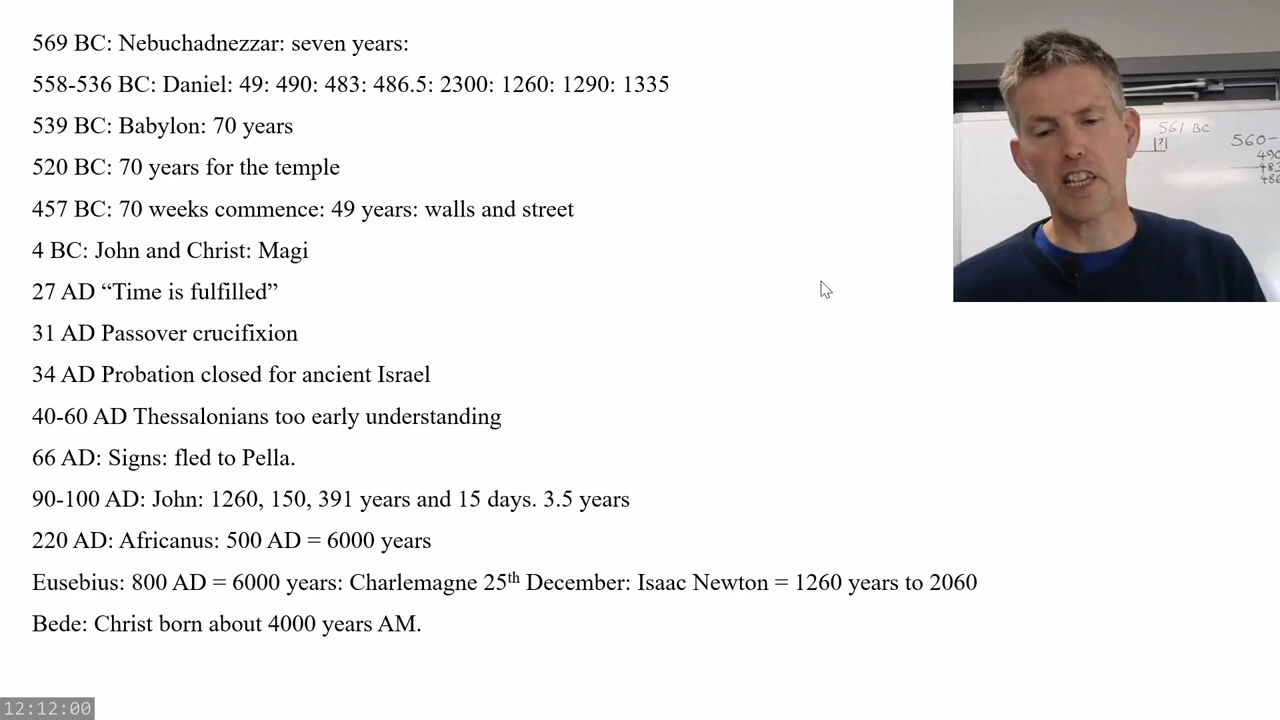 569 BC: Nebuchadnezzar: seven years:
558-536 BC: Daniel: 49: 490: 483: 486.5: 2300: 1260: 1290: 1335
539 BC: Babylon: 70 years
520 BC: 70 years for the temple
457 BC: 70 weeks commence: 49 years: walls and street
4 BC: John and Christ: Magi
27 AD “Time is fulfilled”
31 AD Passover crucifixion
34 AD Probation closed for ancient Israel
40-60 AD Thessalonians too early understanding
66 AD: Signs: fled to Pella.
90-100 AD: John: 1260, 150, 391 years and 15 days. 3.5 years
220 AD: Africanus: 500 AD = 6000 years
Eusebius: 800 AD = 6000 years: Charlemagne 25th December: Isaac Newton = 1260 years to 2060
Bede: Christ born about 4000 years AM.
561 BC
560-
490
483
486
12:12:00